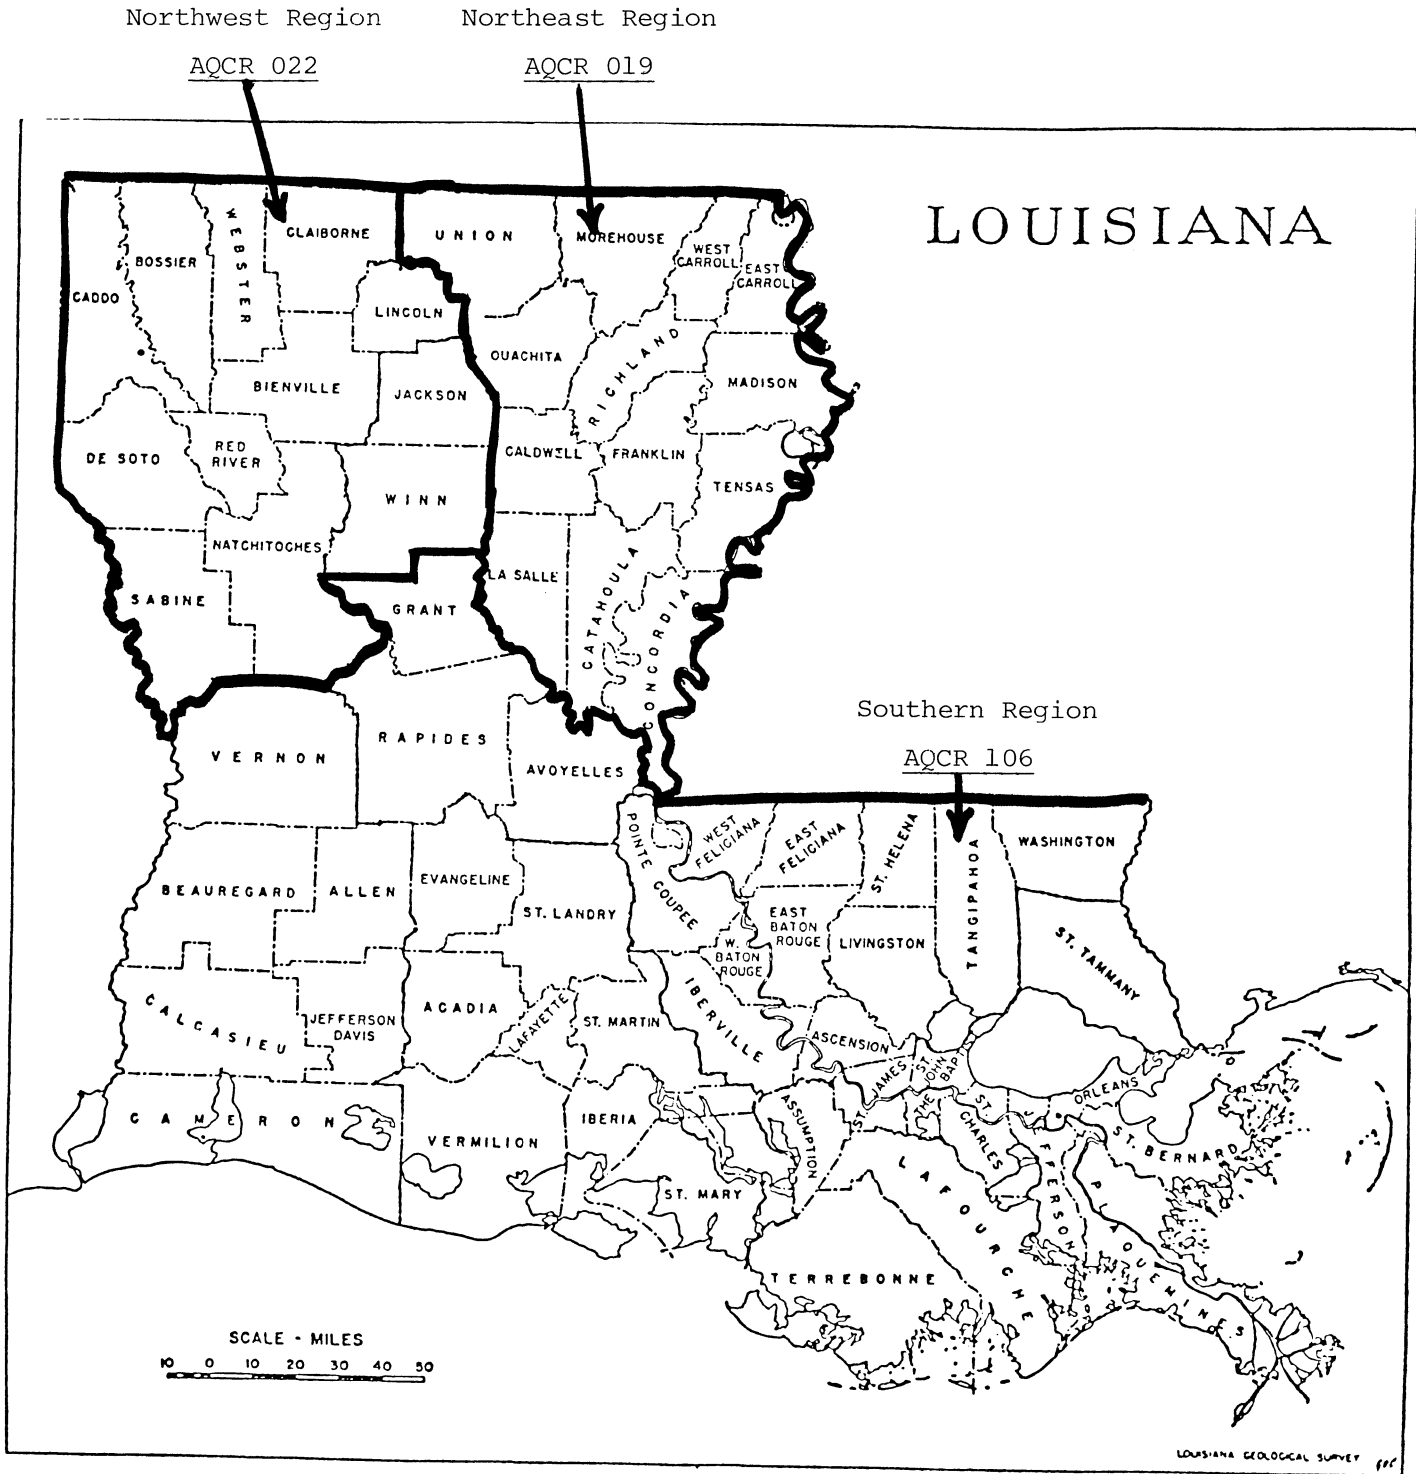 Northwest Region
Northeast Region
AQCR 022
AQCR 019
LOUISIANA
CADDO
BOSSIER
WEBSTER
CLAIBORNE
UNION
MOREHOUSE
WEST
CARROLL
EAST
CARROLL
LINCOLN
OUACHITA
RICHLAND
MADISON
BIENVILLE
JACKSON
DE SOTO
RED
RIVER
CALDWELL
FRANKLIN
TENSAS
WINN
NATCHITOCHES
SABINE
GRANT
LA SALLE
CATAHOULA
CONCORDIA
Southern Region
AQCR 106
VERNON
RAPIDES
AVOYELLES
POINTE
COUPEE
WEST
FELICIANA
EAST
FELICIANA
ST. HELENA
TANGIPAHOA
WASHINGTON
BEAUREGARD
ALLEN
EVANGELINE
ST. LANDRY
W.
BATON
ROUGE
EAST
BATON
ROUGE
LIVINGSTON
ST. TAMMANY
CALCASIEU
JEFFERSON
DAVIS
ACADIA
LAFAYETTE
ST. MARTIN
IBERVILLE
ASCENSION
ST. JAMES
ST.
JOHN
BAPT
THE
ST.
CHARLES
ORLEANS
CAMERON
VERMILION
IBERIA
ASSUMPTION
ST. BERNARD
ST. MARY
LAFOURCHE
JEFFERSON
PLAQUEMINES
TERREBONNE
SCALE - MILES
10 0 10 20 30 40 50
LOUISIANA GEOLOGICAL SURVEY